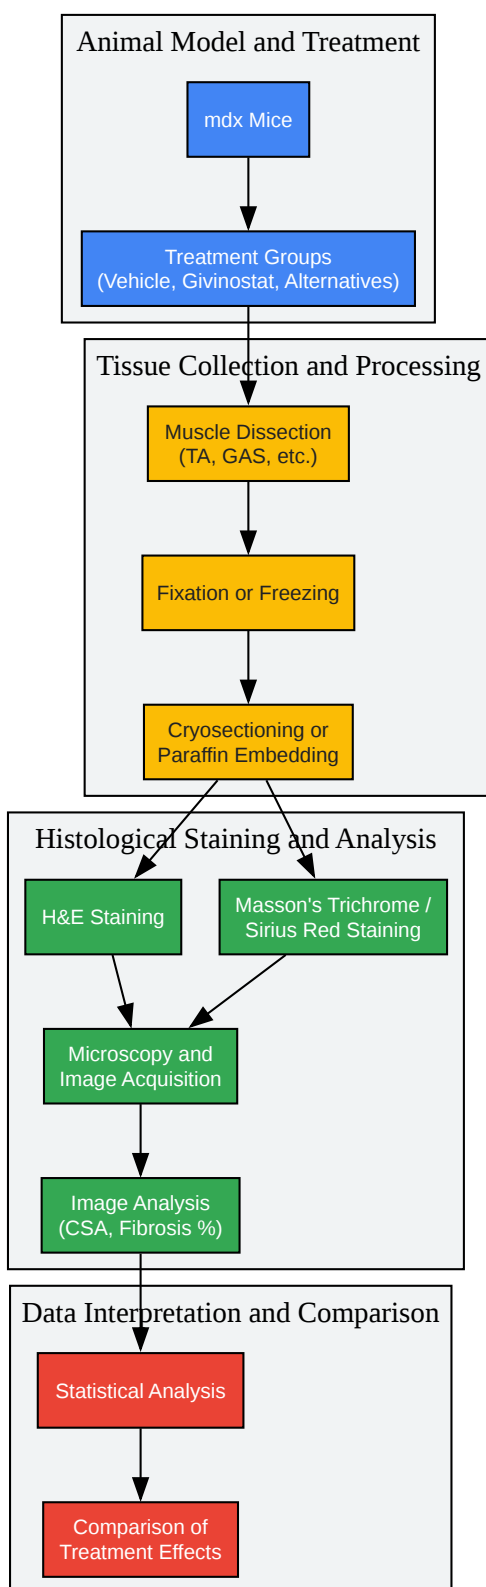 Animal Model and Treatment
mdx Mice
Treatment Groups
(Vehicle, Givinostat, Alternatives)
Tissue Collection and Processing
Muscle Dissection
(TA, GAS, etc.)
Fixation or Freezing
Cryosectioning or
Paraffin Embedding
Histological Staining and Analysis
H&E Staining
Masson's Trichrome /
Sirius Red Staining
Microscopy and
Image Acquisition
Image Analysis
(CSA, Fibrosis %)
Data Interpretation and Comparison
Statistical Analysis
Comparison of
Treatment Effects